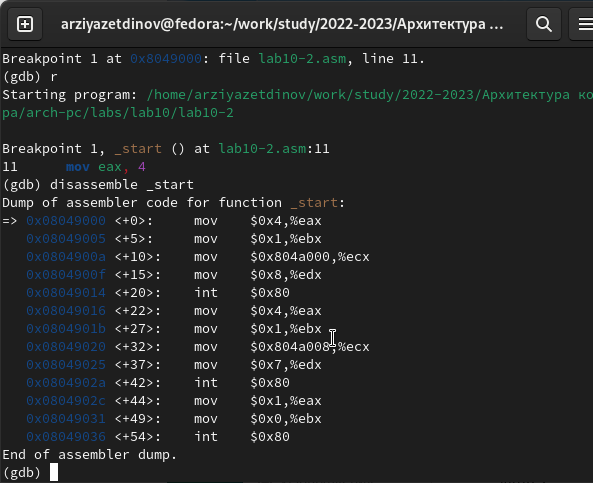 arziyazetdinov@fedora:~/work/study/2022-2023/Архитектура ...
Breakpoint 1 at 0x8049000: file lab10-2.asm, line 11.
(gdb) r
Starting program: /home/arziyazetdinov/work/study/2022-2023/Архитектура ко
ра/arch-pc/labs/lab10/lab10-2
Breakpoint 1, _start () at lab10-2.asm:11
11 mov eax, 4
(gdb) disassemble _start
Dump of assembler code for function _start:
=> 0x08049000 <+0>: mov $0x4,%eax
0x08049005 <+5>: mov $0x1,%ebx
0x0804900a <+10>: mov $0x804a000,%ecx
0x0804900f <+15>: mov $0x8,%edx
0x08049014 <+20>: int $0x80
0x08049016 <+22>: mov $0x4,%eax
0x0804901b <+27>: mov $0x1,%ebx
0x08049020 <+32>: mov $0x804a008,%ecx
0x08049025 <+37>: mov $0x7,%edx
0x0804902a <+42>: int $0x80
0x0804902c <+44>: mov $0x1,%eax
0x08049031 <+49>: mov $0x0,%ebx
0x08049036 <+54>: int $0x80
End of assembler dump.
(gdb)